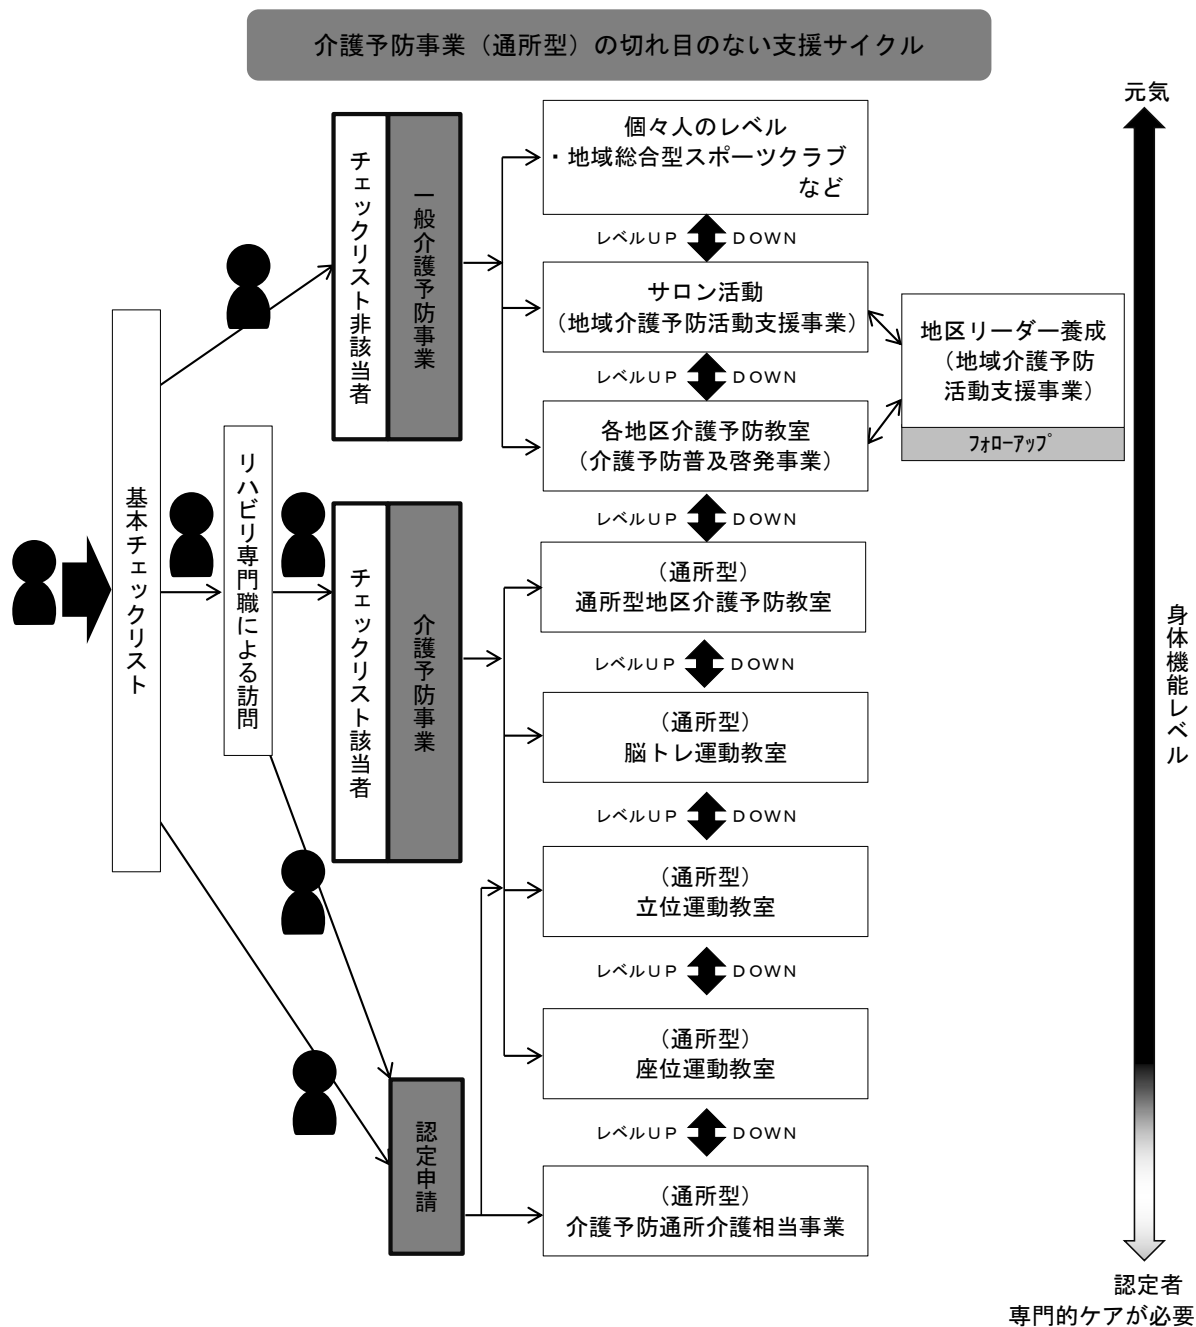 介護予防事業（通所型）の切れ目のない支援サイクル
元気
個々人のレベル
・地域総合型スポーツクラブ
など
チェックリスト非該当者
一般介護予防事業
レベルＵＰ
ＤＯＷＮ
サロン活動
（地域介護予防活動支援事業）
地区リーダー養成
（地域介護予防
活動支援事業）
フォローアップ
レベルＵＰ
ＤＯＷＮ
各地区介護予防教室
（介護予防普及啓発事業）
レベルＵＰ
ＤＯＷＮ
基本チェックリスト
リハビリ専門職による訪問
チェックリスト該当者
介護予防事業
（通所型）
通所型地区介護予防教室
レベルＵＰ
ＤＯＷＮ
（通所型）
脳トレ運動教室
レベルＵＰ
ＤＯＷＮ
（通所型）
立位運動教室
レベルＵＰ
ＤＯＷＮ
（通所型）
座位運動教室
レベルＵＰ
ＤＯＷＮ
認定申請
（通所型）
介護予防通所介護相当事業
身体機能レベル
認定者
専門的ケアが必要